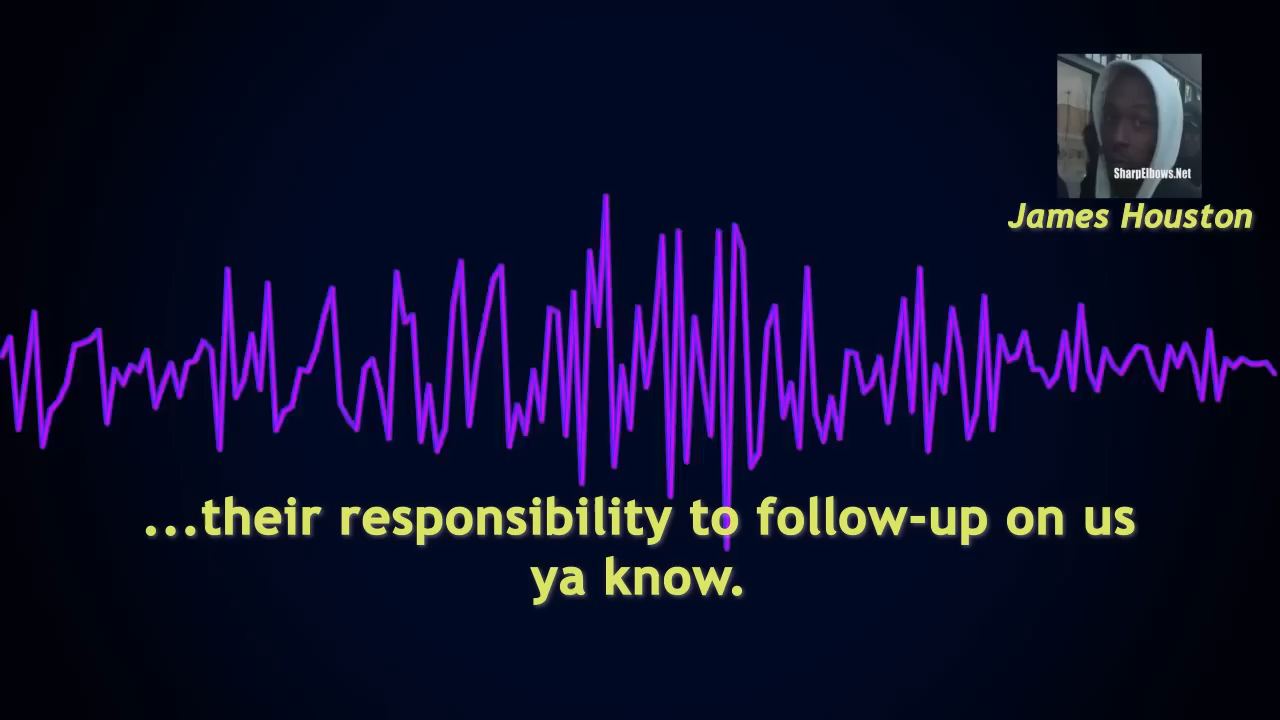 SharpElbows.Net
James Houston
...their responsibility to follow-up on us
ya know.